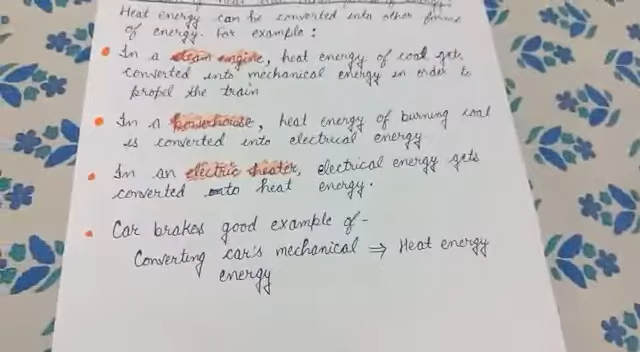 Heat energy can be converted into other forms
of energy. For example :
In a steam engine, heat energy of coal gets
converted into mechanical energy in order to
propel the train
In a powerhouse, heat energy of burning coal
is converted into electrical energy
In an electric heater, electrical energy gets
converted into heat energy.
Car brakes good example of -
Converting car's mechanical ⇒ Heat energy
energy